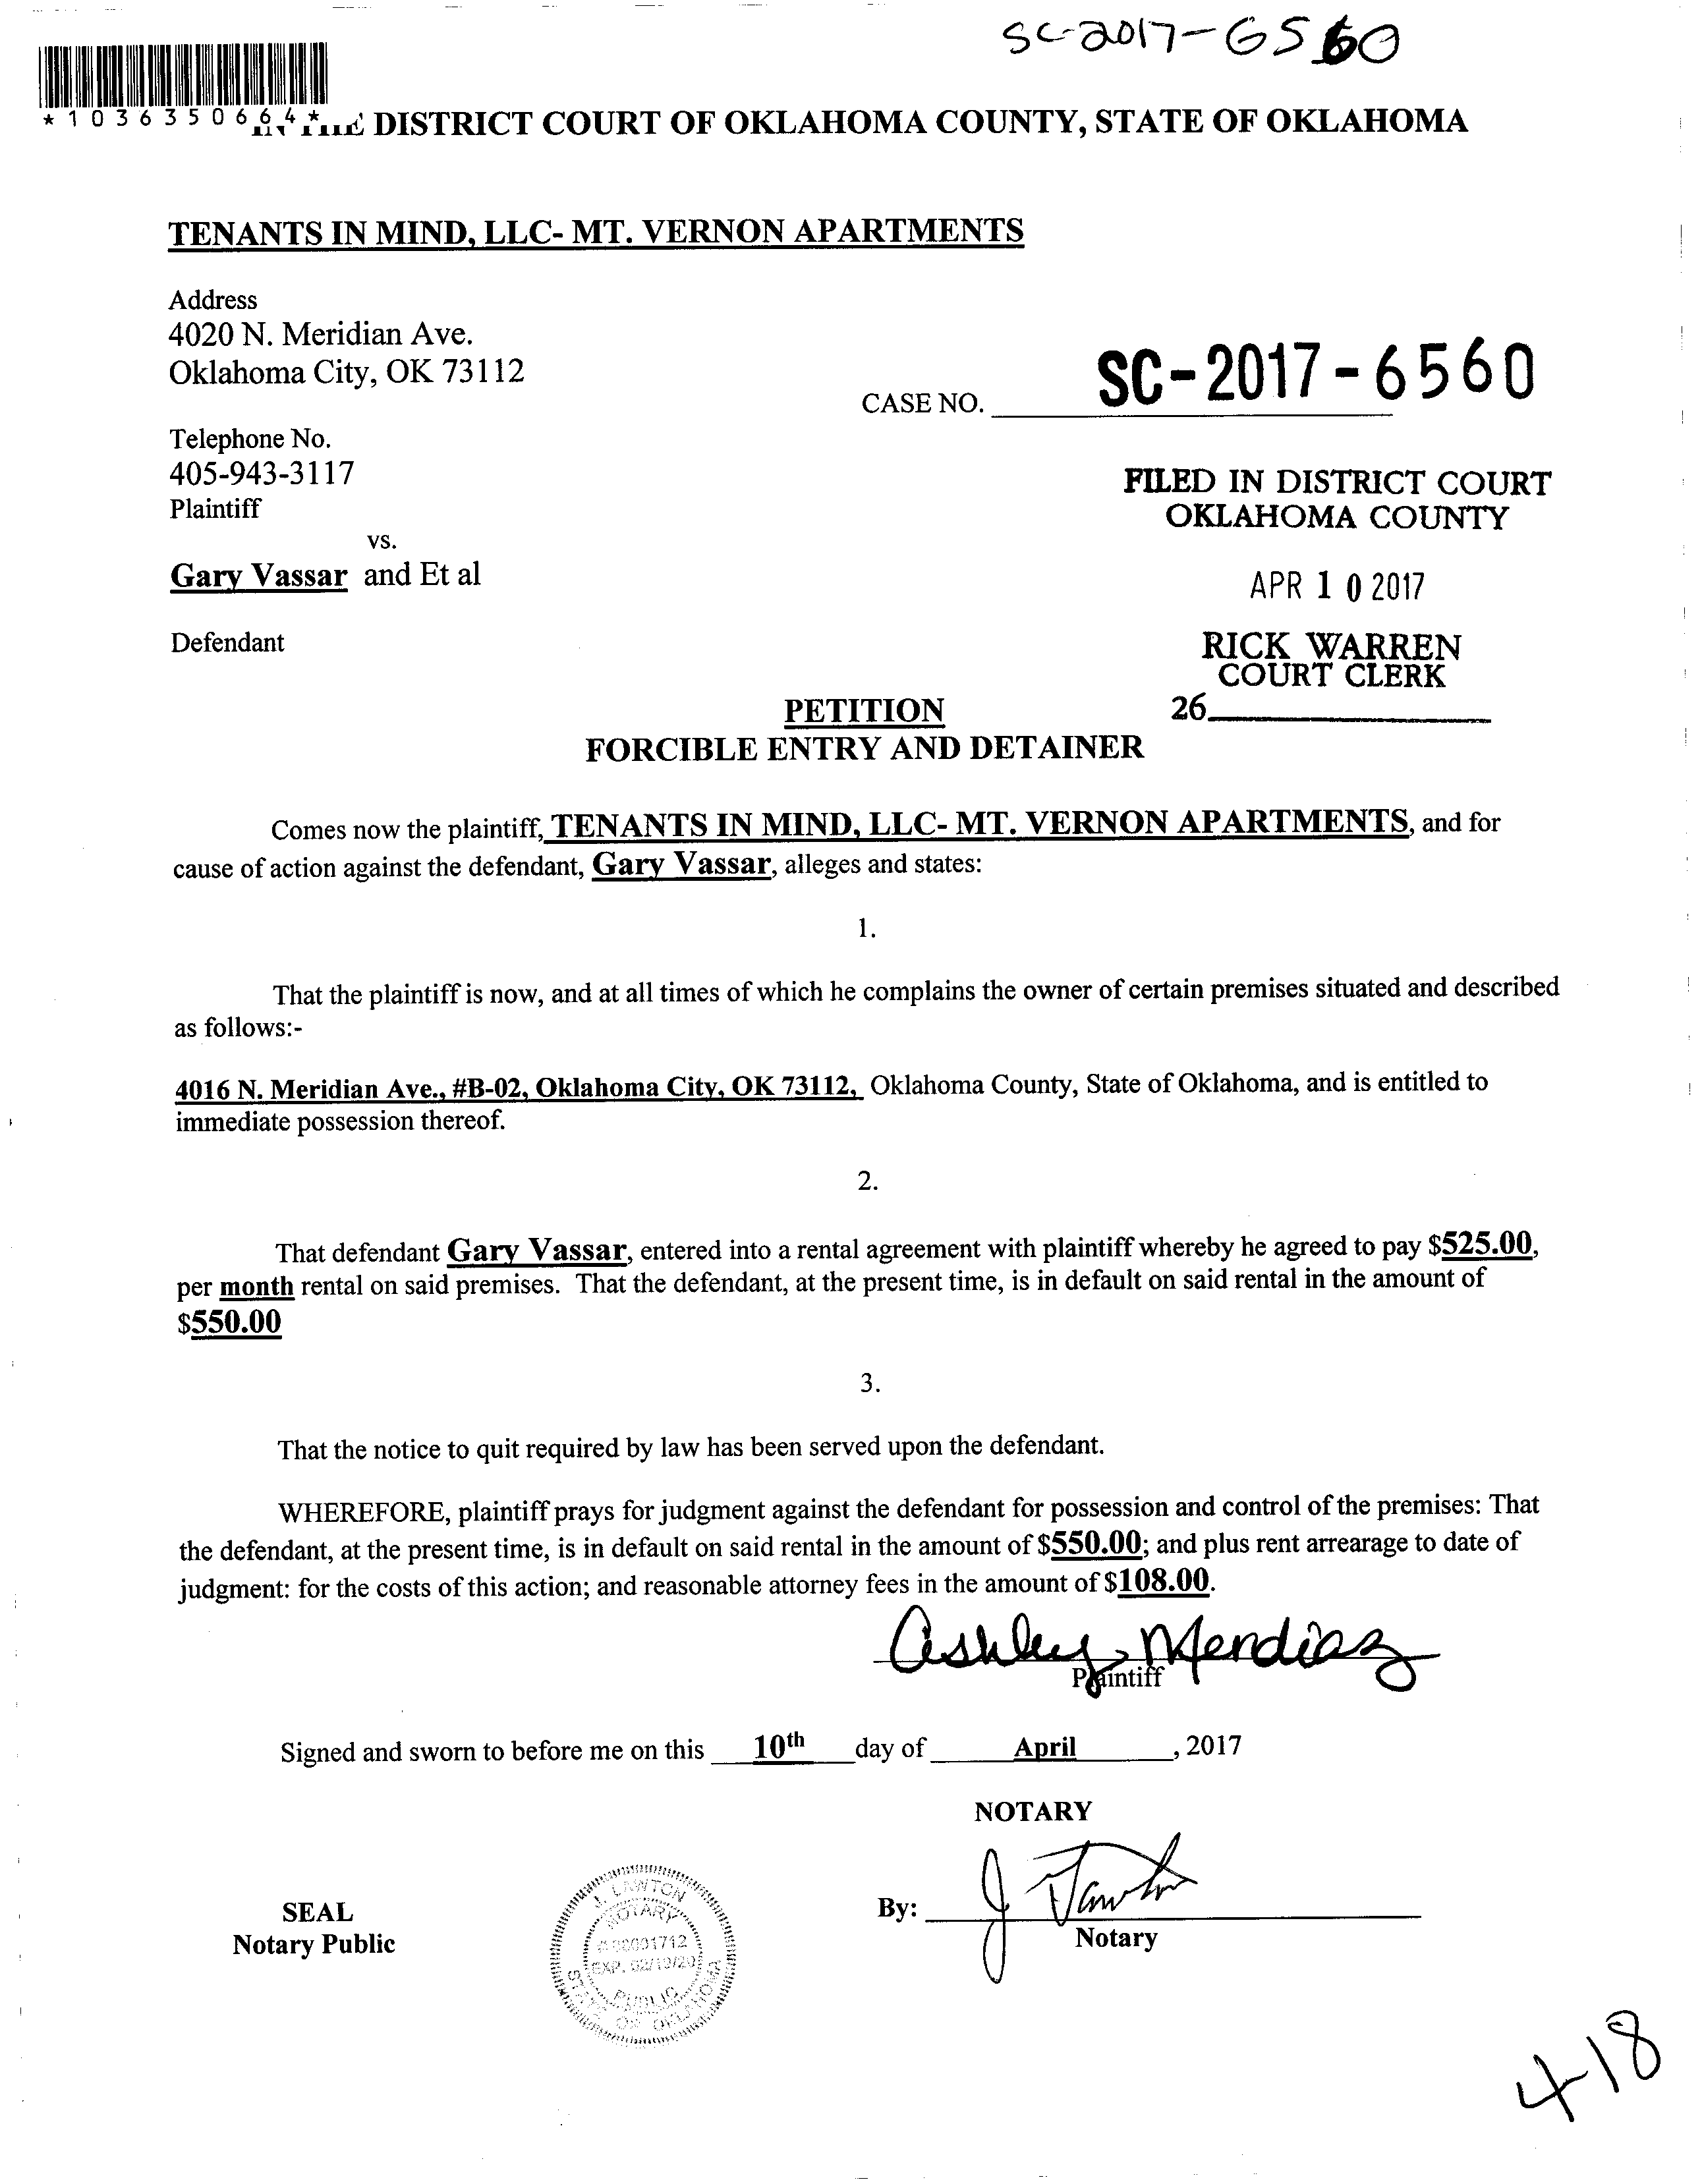 SC-2017-6560
*1036350664*
DISTRICT COURT OF OKLAHOMA COUNTY, STATE OF OKLAHOMA
TENANTS IN MIND, LLC- MT. VERNON APARTMENTS
Address
4020 N. Meridian Ave.
Oklahoma City, OK 73112
CASE NO. SC-2017-6560
Telephone No.
405-943-3117
Plaintiff
vs.
Gary Vassar and Et al
Defendant
FILED IN DISTRICT COURT
OKLAHOMA COUNTY
APR 10 2017
RICK WARREN
COURT CLERK
26
PETITION
FORCIBLE ENTRY AND DETAINER
Comes now the plaintiff, TENANTS IN MIND, LLC- MT. VERNON APARTMENTS, and for
cause of action against the defendant, Gary Vassar, alleges and states:
1.
That the plaintiff is now, and at all times of which he complains the owner of certain premises situated and described
as follows:-
4016 N. Meridian Ave., #B-02, Oklahoma City, OK 73112, Oklahoma County, State of Oklahoma, and is entitled to
immediate possession thereof.
2.
That defendant Gary Vassar, entered into a rental agreement with plaintiff whereby he agreed to pay $525.00,
per month rental on said premises. That the defendant, at the present time, is in default on said rental in the amount of
$550.00
3.
That the notice to quit required by law has been served upon the defendant.
WHEREFORE, plaintiff prays for judgment against the defendant for possession and control of the premises: That
the defendant, at the present time, is in default on said rental in the amount of $550.00; and plus rent arrearage to date of
judgment: for the costs of this action; and reasonable attorney fees in the amount of $108.00.
Ashley Mendiaz
Plaintiff
Signed and sworn to before me on this 10th day of April, 2017
NOTARY
SEAL
Notary Public
J. LAWTON
NOTARY
PUBLIC
STATE OF OKLAHOMA
By: J Lawton
Notary
4-18